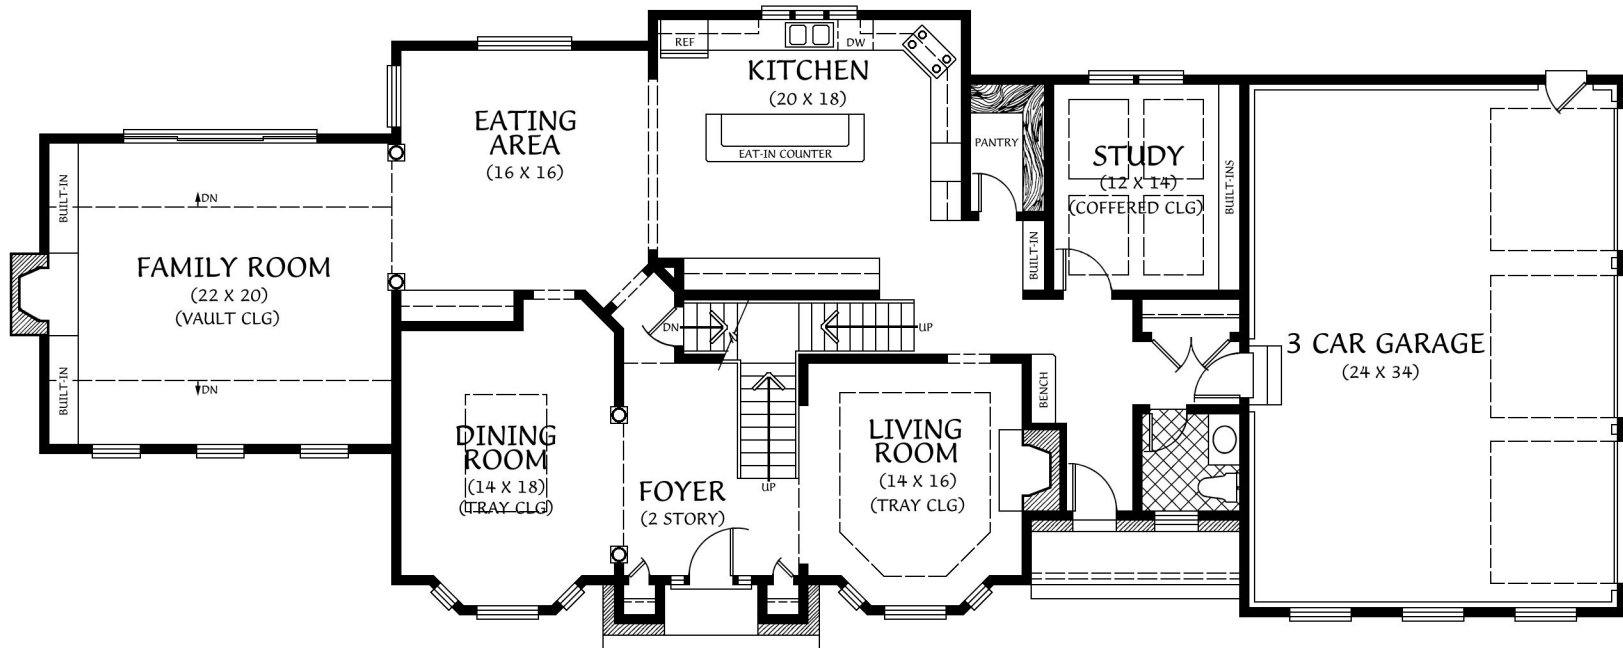 REF
DW
KITCHEN
(20 X 18)
EAT-IN COUNTER
EATING
AREA
(16 X 16)
PANTRY
STUDY
(12 X 14)
(COFFERED CLG)
BUILT-INS
BUILT-IN
BUILT-IN
DN
FAMILY ROOM
(22 X 20)
(VAULT CLG)
DN
BUILT-IN
DN
UP
3 CAR GARAGE
(24 X 34)
BENCH
DINING
ROOM
(14 X 18)
(TRAY CLG)
FOYER
(2 STORY)
UP
LIVING
ROOM
(14 X 16)
(TRAY CLG)